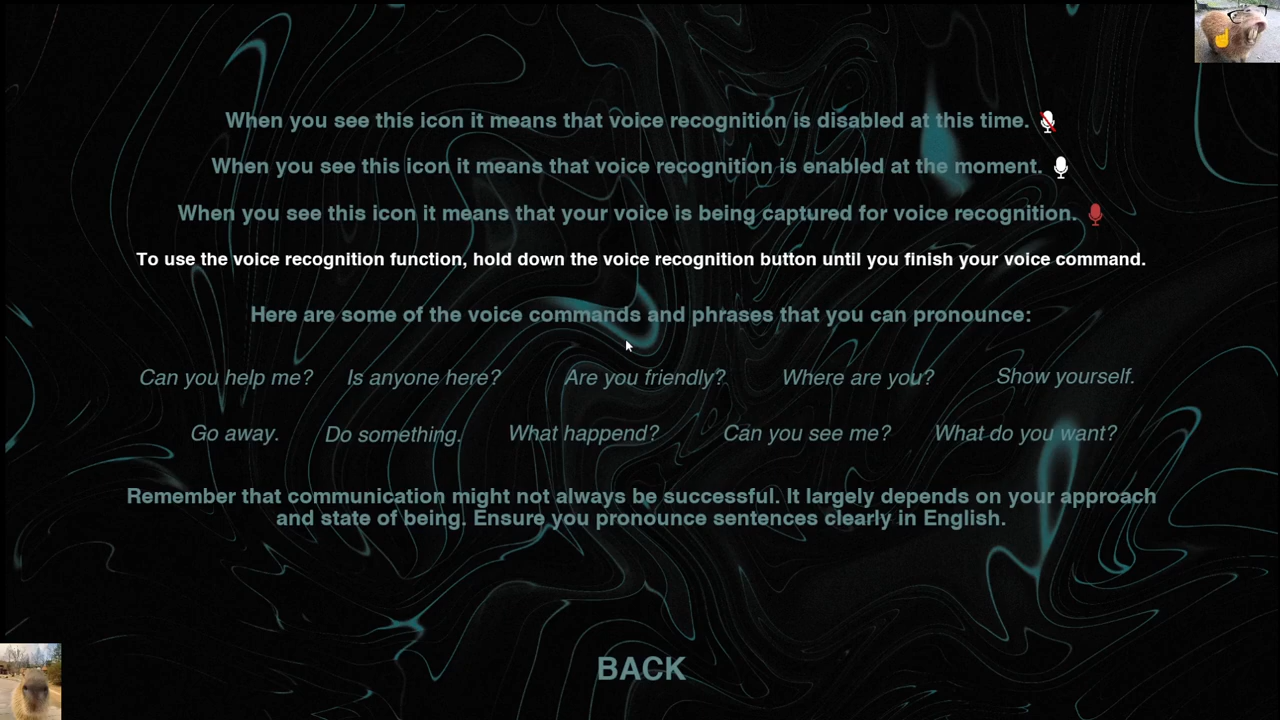 When you see this icon it means that voice recognition is disabled at this time.
When you see this icon it means that voice recognition is enabled at the moment.
When you see this icon it means that your voice is being captured for voice recognition.
To use the voice recognition function, hold down the voice recognition button until you finish your voice command.
Here are some of the voice commands and phrases that you can pronounce:
Can you help me? Is anyone here? Are you friendly? Where are you? Show yourself.
Go away. Do something. What happend? Can you see me? What do you want?
Remember that communication might not always be successful. It largely depends on your approach
and state of being. Ensure you pronounce sentences clearly in English.
BACK